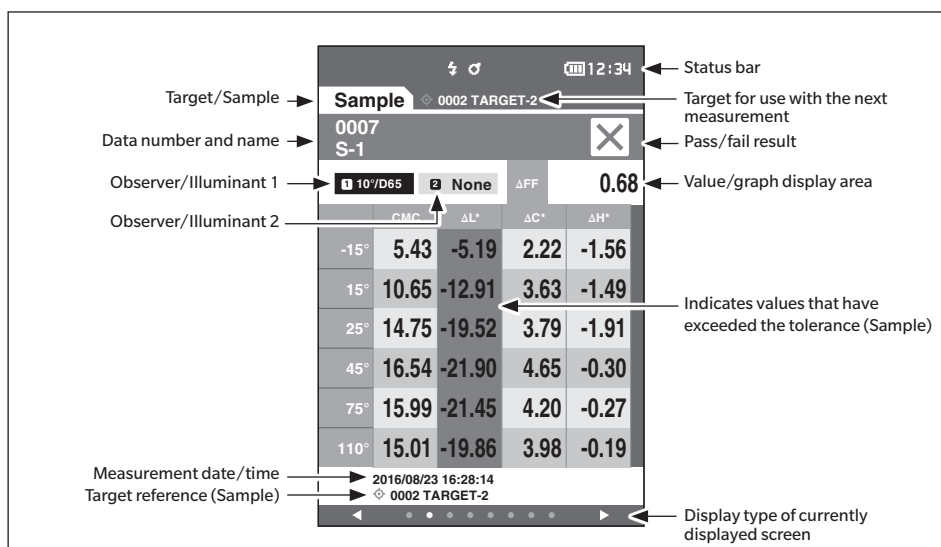 12:34
Status bar
Target/Sample
Sample 0002 TARGET-2
Target for use with the next
measurement
Data number and name
0007
S-1
Pass/fail result
Observer/Illuminant 1
1 10°/D65
2 None
ΔFF
0.68
Value/graph display area
Observer/Illuminant 2
CMC ΔL* ΔC* ΔH*
-15° 5.43 -5.19 2.22 -1.56
15° 10.65 -12.91 3.63 -1.49
25° 14.75 -19.52 3.79 -1.91
45° 16.54 -21.90 4.65 -0.30
75° 15.99 -21.45 4.20 -0.27
110° 15.01 -19.86 3.98 -0.19
Indicates values that have
exceeded the tolerance (Sample)
Measurement date/time
2016/08/23 16:28:14
Target reference (Sample)
0002 TARGET-2
Display type of currently
displayed screen